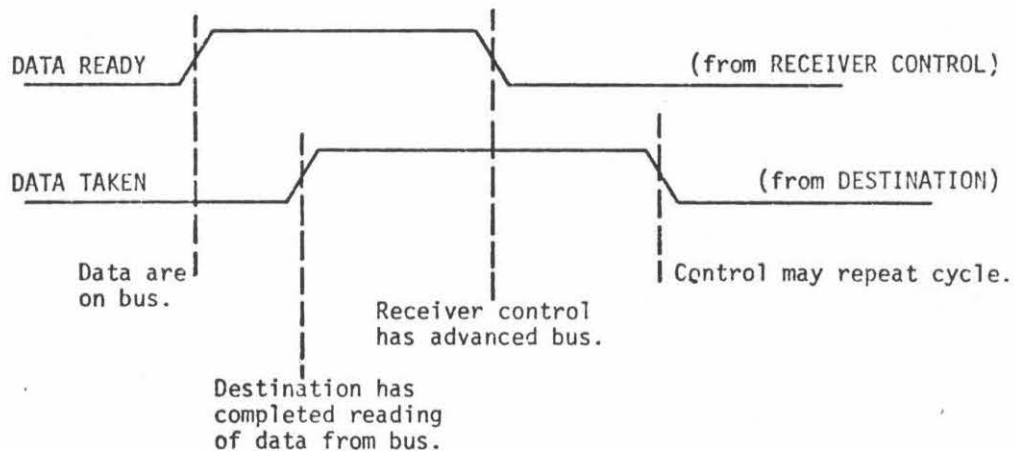 DATA READY
(from RECEIVER CONTROL)
DATA TAKEN
(from DESTINATION)
Data are
on bus.
Control may repeat cycle.
Receiver control
has advanced bus.
Destination has
completed reading
of data from bus.